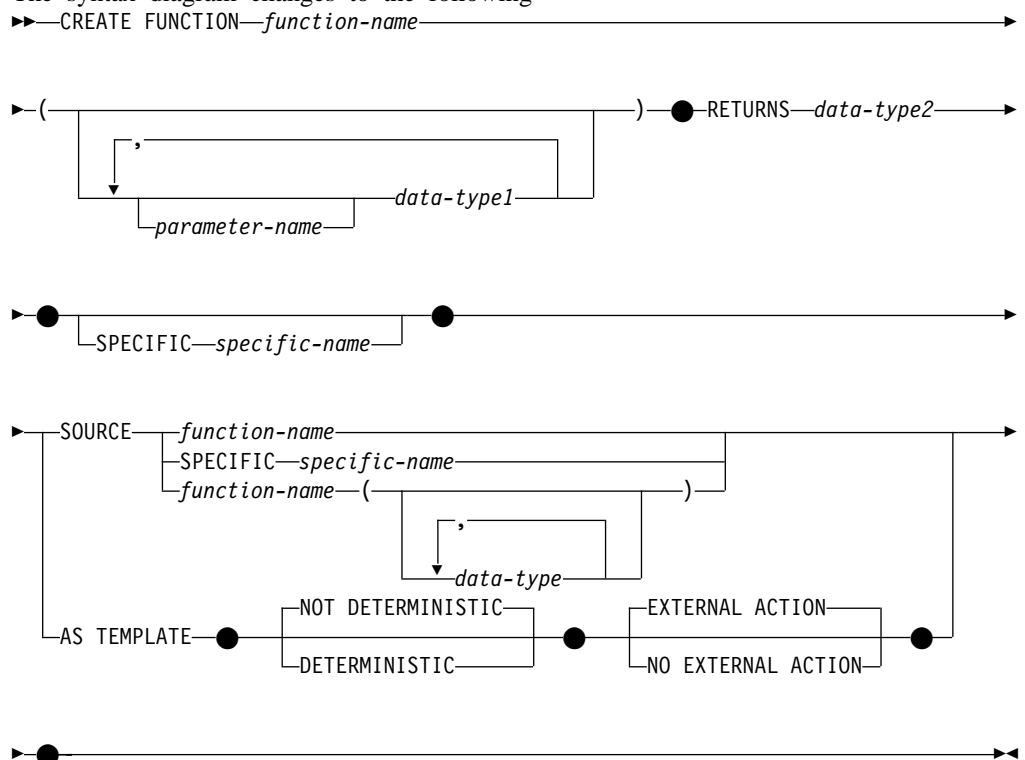 The syntax diagram changes to the following
CREATE FUNCTION function-name
( ) RETURNS data-type2
,
data-type1
parameter-name
SPECIFIC specific-name
SOURCE function-name
SPECIFIC specific-name
function-name ( )
,
data-type
NOT DETERMINISTIC EXTERNAL ACTION
AS TEMPLATE
DETERMINISTIC NO EXTERNAL ACTION